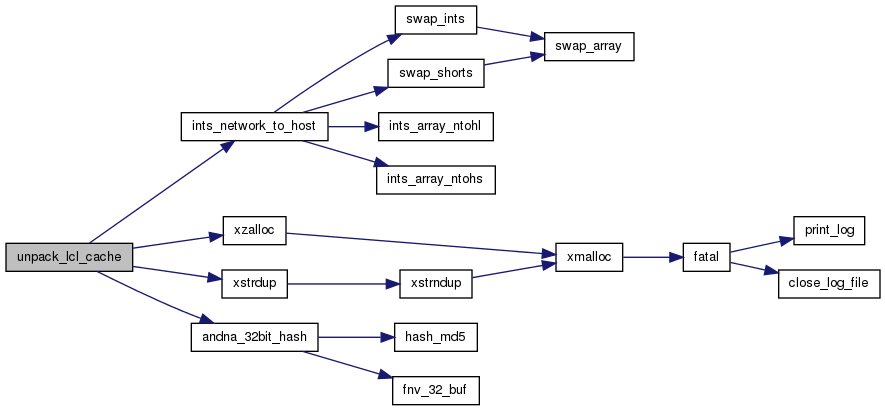 swap_ints
swap_array
swap_shorts
ints_network_to_host
ints_array_ntohl
ints_array_ntohs
xzalloc
print_log
unpack_lcl_cache
xmalloc
fatal
xstrdup
xstrndup
close_log_file
andna_32bit_hash
hash_md5
fnv_32_buf